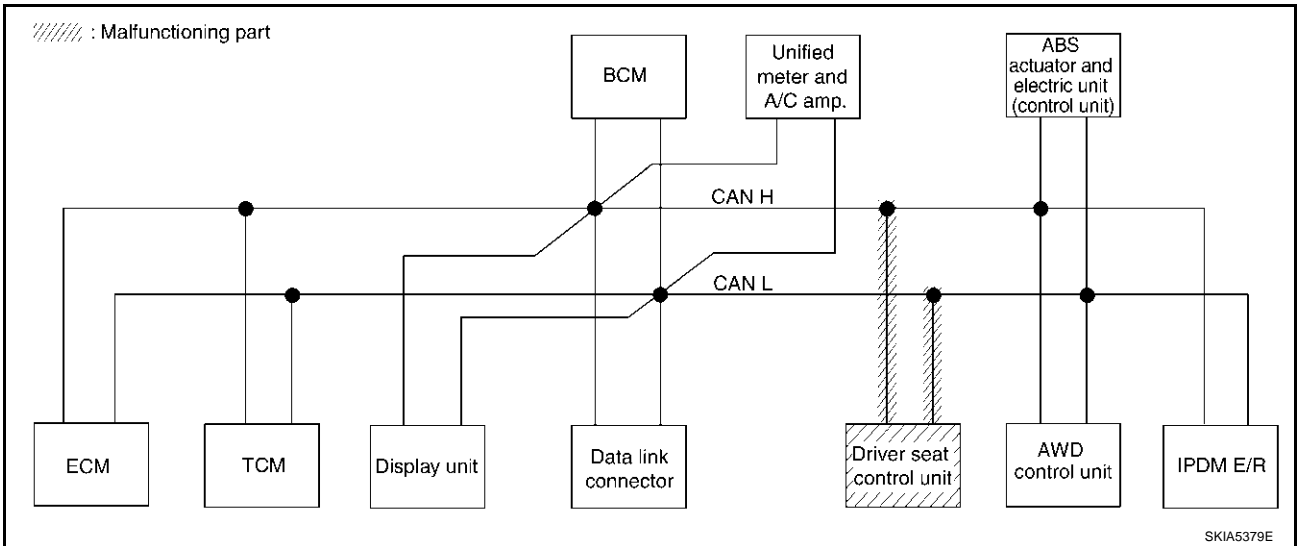 : Malfunctioning part
BCM
Unified
meter and
A/C amp.
ABS
actuator and
electric unit
(control unit)
CAN H
CAN L
ECM
TCM
Display unit
Data link
connector
Driver seat
control unit
AWD
control unit
IPDM E/R
SKIA5379E